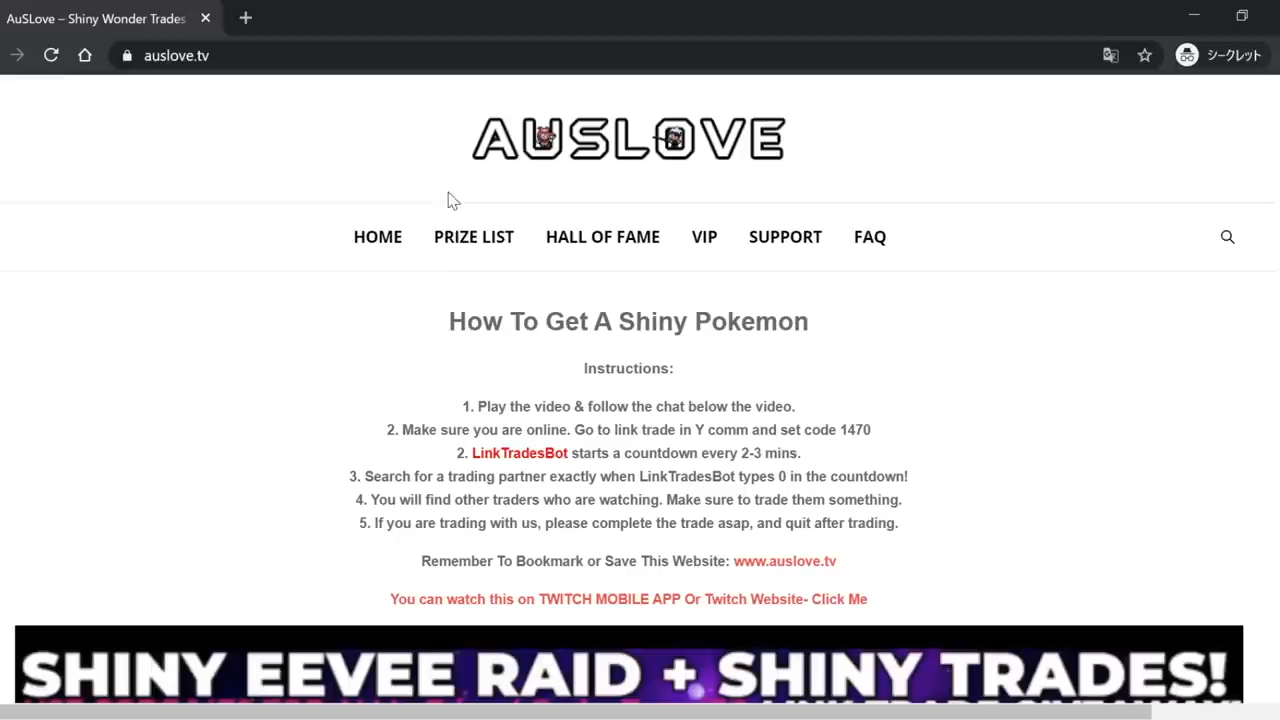 AuSLove – Shiny Wonder Trades
auslove.tv
シークレット
AUSLOVE
HOME PRIZE LIST HALL OF FAME VIP SUPPORT FAQ
How To Get A Shiny Pokemon
Instructions:
1. Play the video & follow the chat below the video.
2. Make sure you are online. Go to link trade in Y comm and set code 1470
2. LinkTradesBot starts a countdown every 2-3 mins.
3. Search for a trading partner exactly when LinkTradesBot types 0 in the countdown!
4. You will find other traders who are watching. Make sure to trade them something.
5. If you are trading with us, please complete the trade asap, and quit after trading.
Remember To Bookmark or Save This Website: www.auslove.tv
You can watch this on TWITCH MOBILE APP Or Twitch Website- Click Me
SHINY EEVEE RAID + SHINY TRADES!